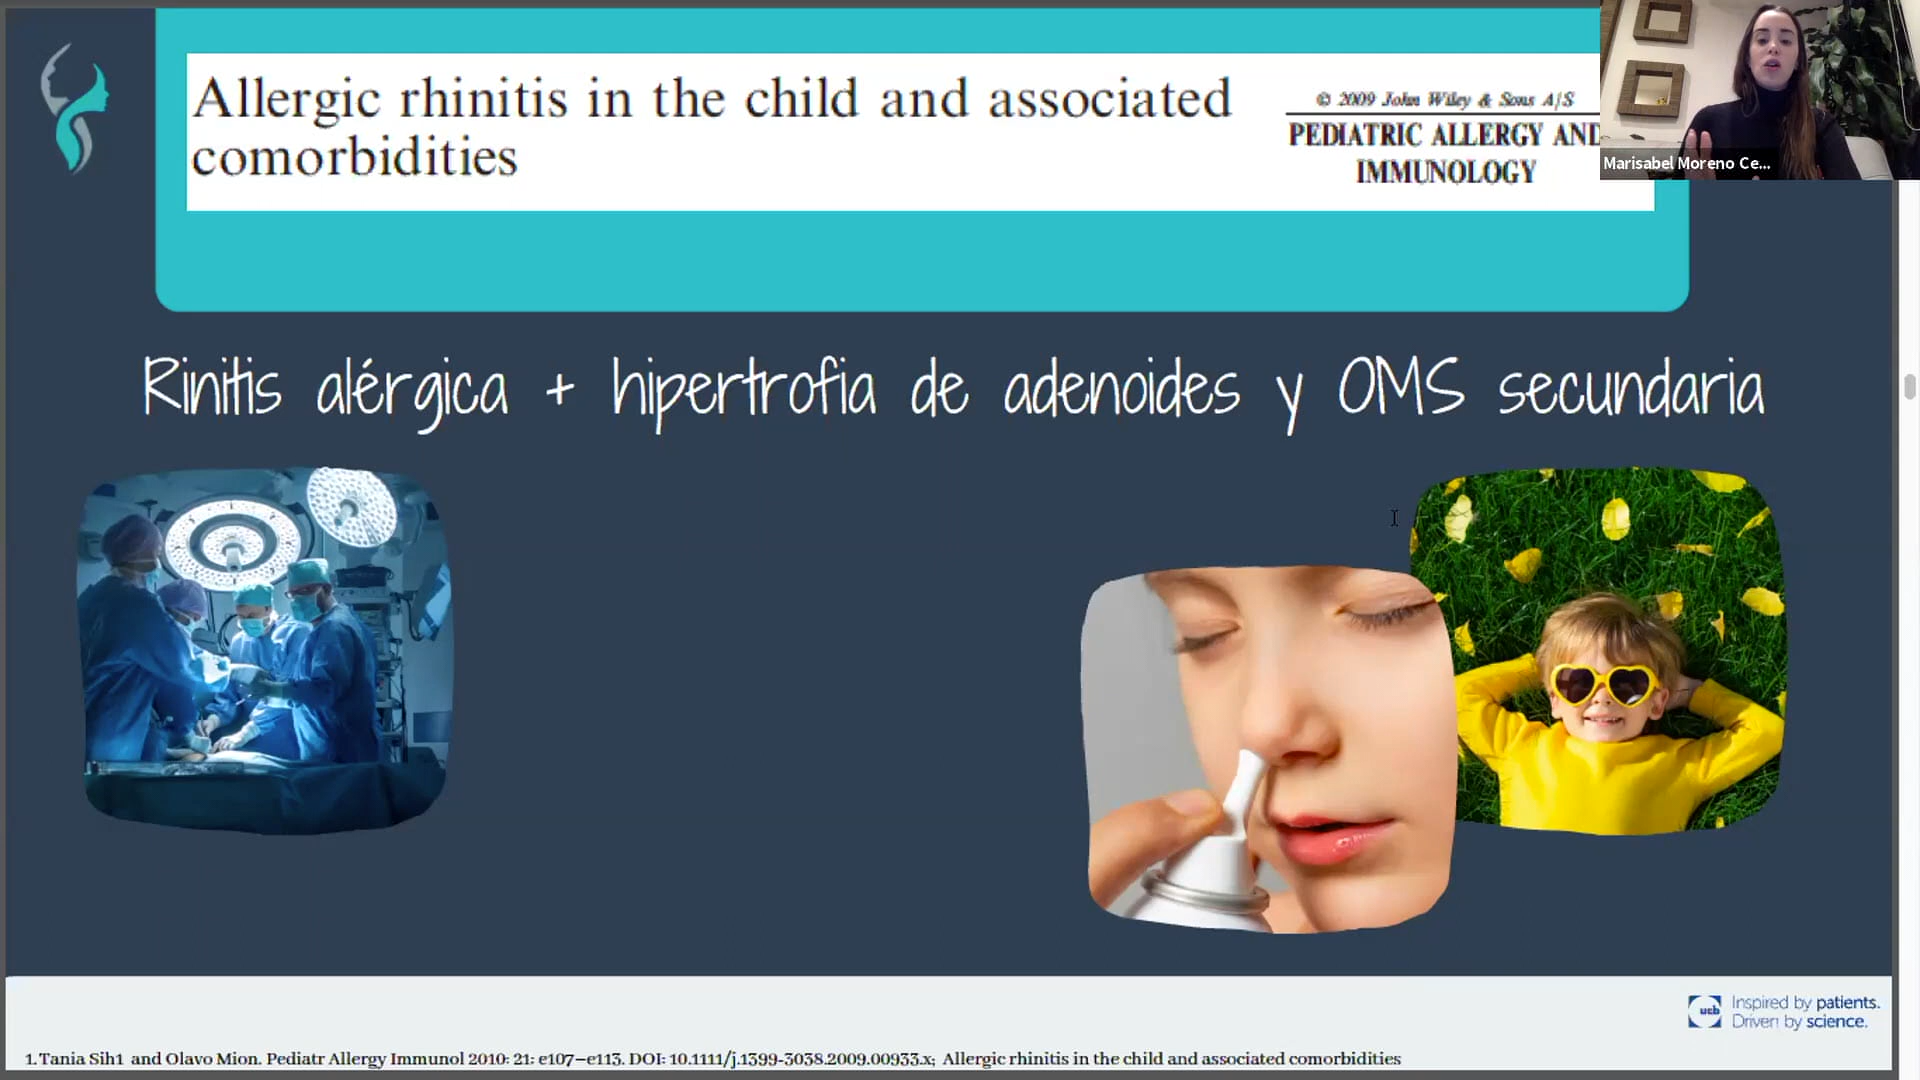 Allergic rhinitis in the child and associated
comorbidities
© 2009 John Wiley & Sons A/S
PEDIATRIC ALLERGY AND
IMMUNOLOGY
Marisabel Moreno Ce...
Rinitis alérgica + hipertrofia de adenoides y OMS secundaria
ucb
Inspired by patients.
Driven by science.
1. Tania Sih1 and Olavo Mion. Pediatr Allergy Immunol 2010: 21: e107–e113. DOI: 10.1111/j.1399-3038.2009.00933.x; Allergic rhinitis in the child and associated comorbidities